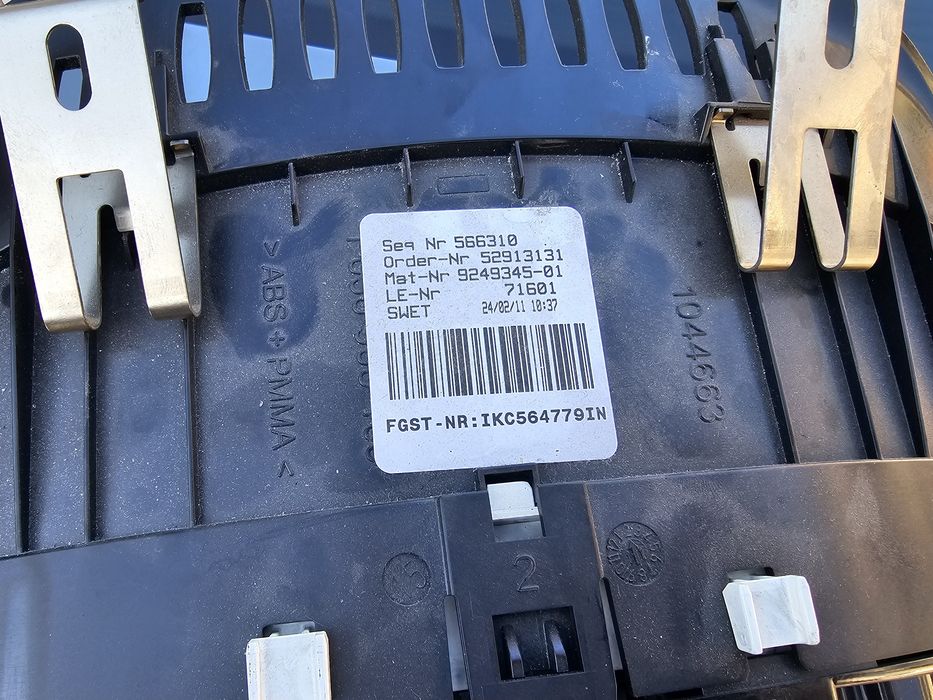 Seq Nr 566310
Order-Nr 52913131
Mat-Nr 9249345-01
LE-Nr 71601
SWET 24/02/11 10:37
FGST-NR:IKC564779IN
>ABS+PMMA<
1044663
2